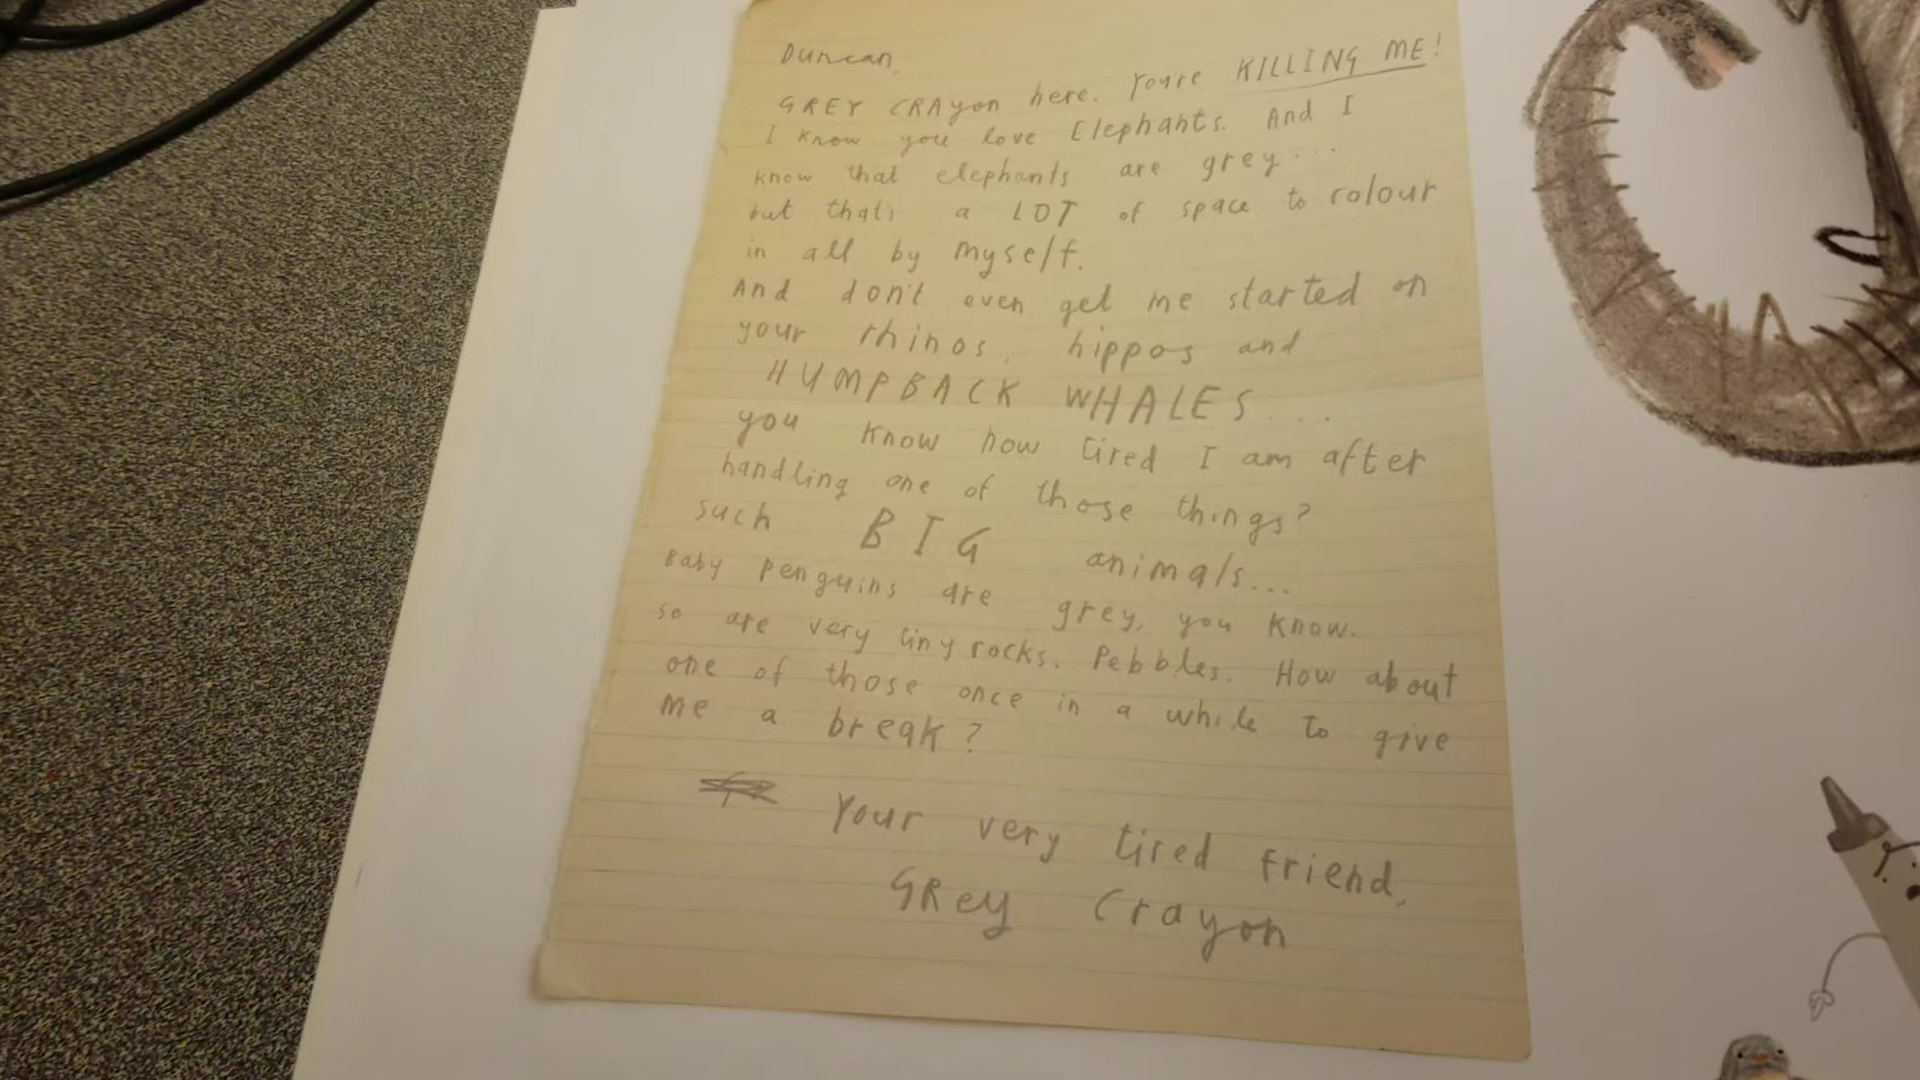 Duncan,
GREY CRAyon here. You're KILLING ME!
I know you love Elephants. And I
know that elephants are grey...
but that's a LOT of space to colour
in all by myself.
And don't even get me started on
your rhinos, hippos and
HUMPBACK WHALES....
you know how tired I am after
handling one of those things?
such BIG animals...
Baby penguins are grey, you know.
so are very tiny rocks. Pebbles. How about
one of those once in a while to give
me a break?
Your very tired friend,
GRey Crayon